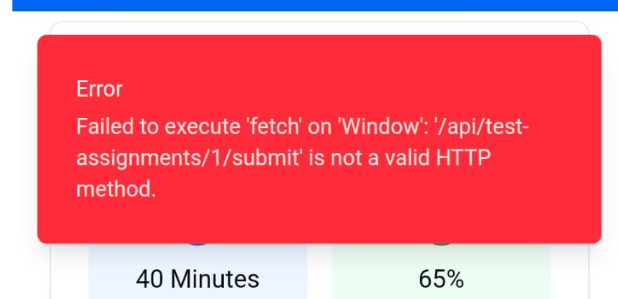 Error
Failed to execute 'fetch' on 'Window': '/api/test-
assignments/1/submit' is not a valid HTTP
method.
40 Minutes
65%